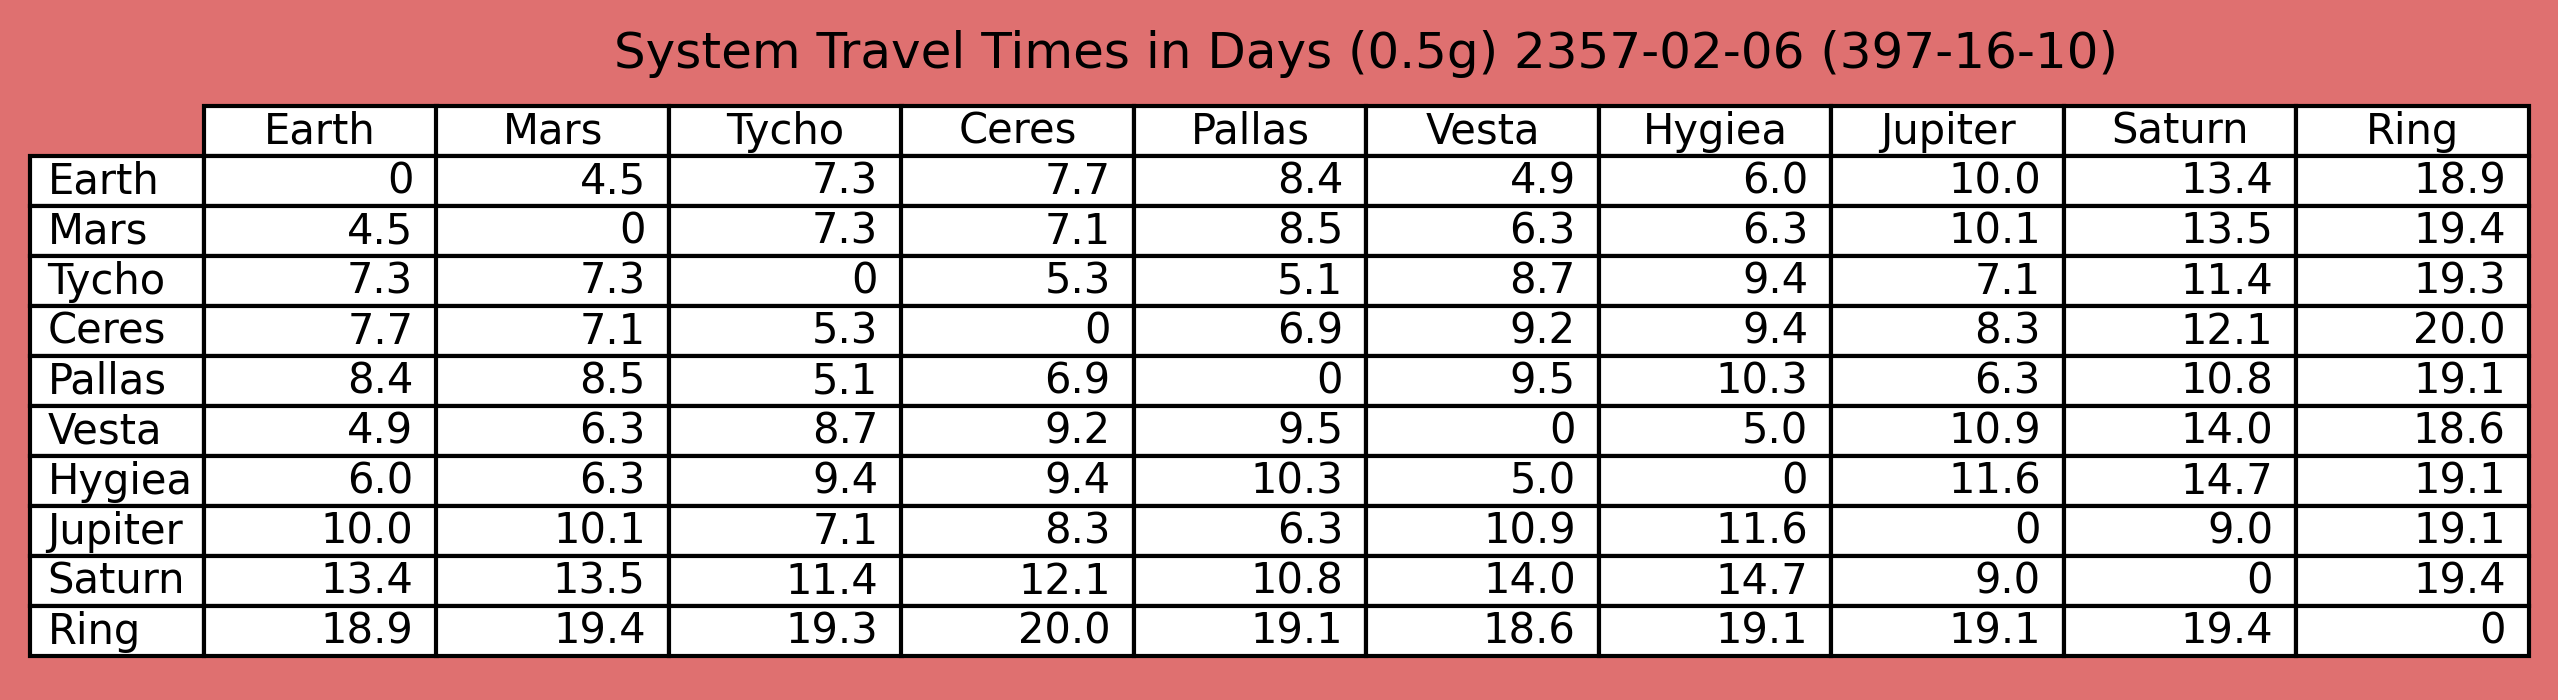 System Travel Times in Days (0.5g) 2357-02-06 (397-16-10)
Earth Mars Tycho Ceres Pallas Vesta Hygiea Jupiter Saturn Ring
Earth 0 4.5 7.3 7.7 8.4 4.9 6.0 10.0 13.4 18.9
Mars 4.5 0 7.3 7.1 8.5 6.3 6.3 10.1 13.5 19.4
Tycho 7.3 7.3 0 5.3 5.1 8.7 9.4 7.1 11.4 19.3
Ceres 7.7 7.1 5.3 0 6.9 9.2 9.4 8.3 12.1 20.0
Pallas 8.4 8.5 5.1 6.9 0 9.5 10.3 6.3 10.8 19.1
Vesta 4.9 6.3 8.7 9.2 9.5 0 5.0 10.9 14.0 18.6
Hygiea 6.0 6.3 9.4 9.4 10.3 5.0 0 11.6 14.7 19.1
Jupiter 10.0 10.1 7.1 8.3 6.3 10.9 11.6 0 9.0 19.1
Saturn 13.4 13.5 11.4 12.1 10.8 14.0 14.7 9.0 0 19.4
Ring 18.9 19.4 19.3 20.0 19.1 18.6 19.1 19.1 19.4 0